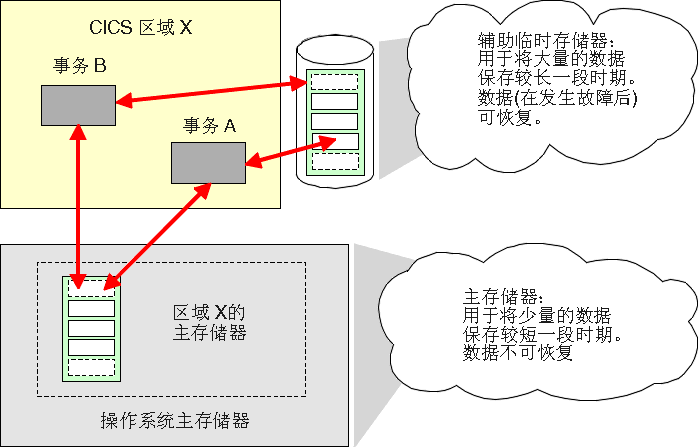 CICS 区域 X
事务 B
事务 A
辅助临时存储器：
用于将大量的数据
保存较长一段时期。
数据(在发生故障后)
可恢复。
区域 X的
主存储器
操作系统主存储器
主存储器：
用于将少量的数据
保存较短一段时期。
数据不可恢复